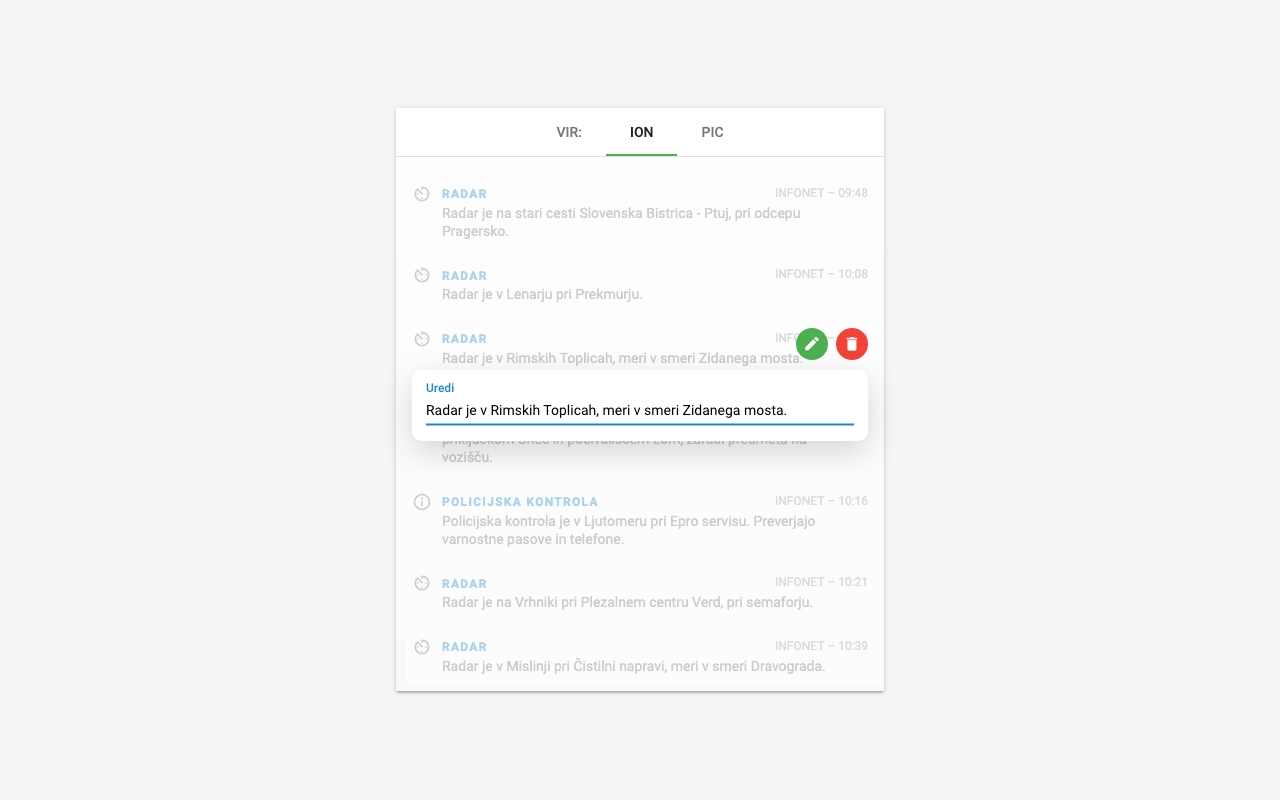 VIR: ION PIC
RADAR INFONET – 09:48
Radar je na stari cesti Slovenska Bistrica - Ptuj, pri odcepu
Pragersko.
RADAR INFONET – 10:08
Radar je v Lenarju pri Prekmurju.
RADAR
Radar je v Rimskih Toplicah, meri v smeri Zidanega mosta.
Uredi
Radar je v Rimskih Toplicah, meri v smeri Zidanega mosta.
vozišču.
POLICIJSKA KONTROLA INFONET – 10:16
Policijska kontrola je v Ljutomeru pri Epro servisu. Preverjajo
varnostne pasove in telefone.
RADAR INFONET – 10:21
Radar je na Vrhniki pri Plezalnem centru Verd, pri semaforju.
RADAR INFONET – 10:39
Radar je v Mislinji pri Čistilni napravi, meri v smeri Dravograda.